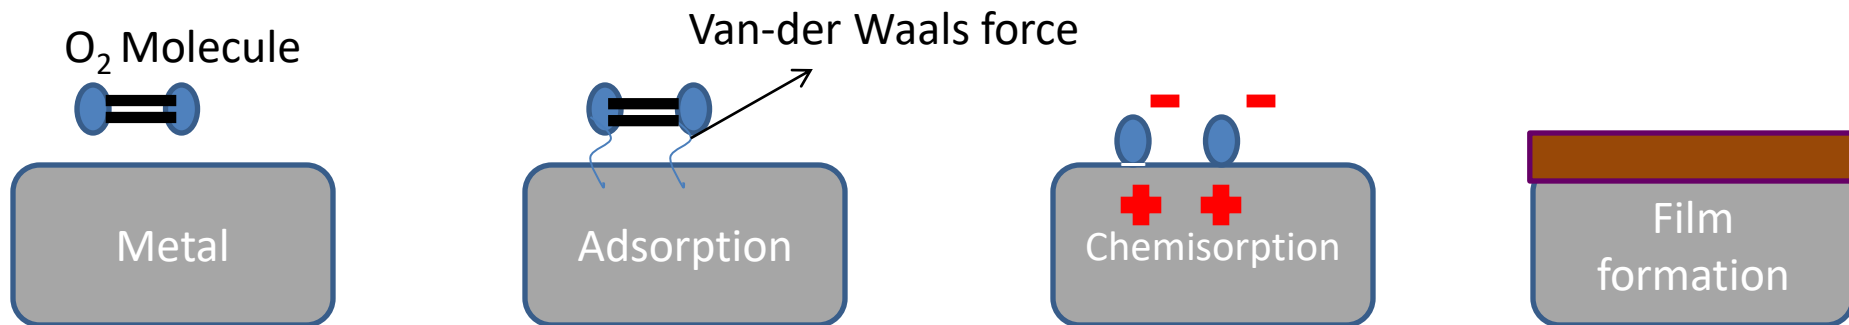 O₂ Molecule
Van-der Waals force
Metal
Adsorption
Chemisorption
Film
formation